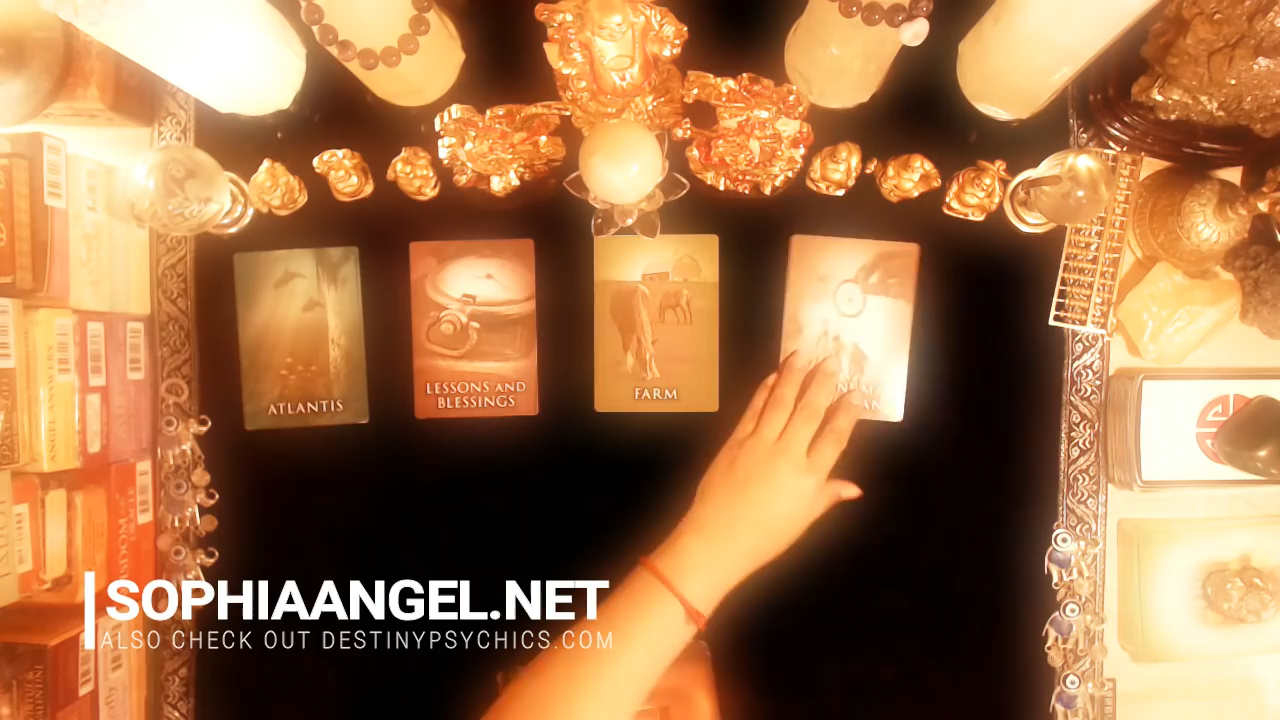 ATLANTIS
LESSONS AND
BLESSINGS
FARM
SOPHIAANGEL.NET
ALSO CHECK OUT DESTINYPSYCHICS.COM